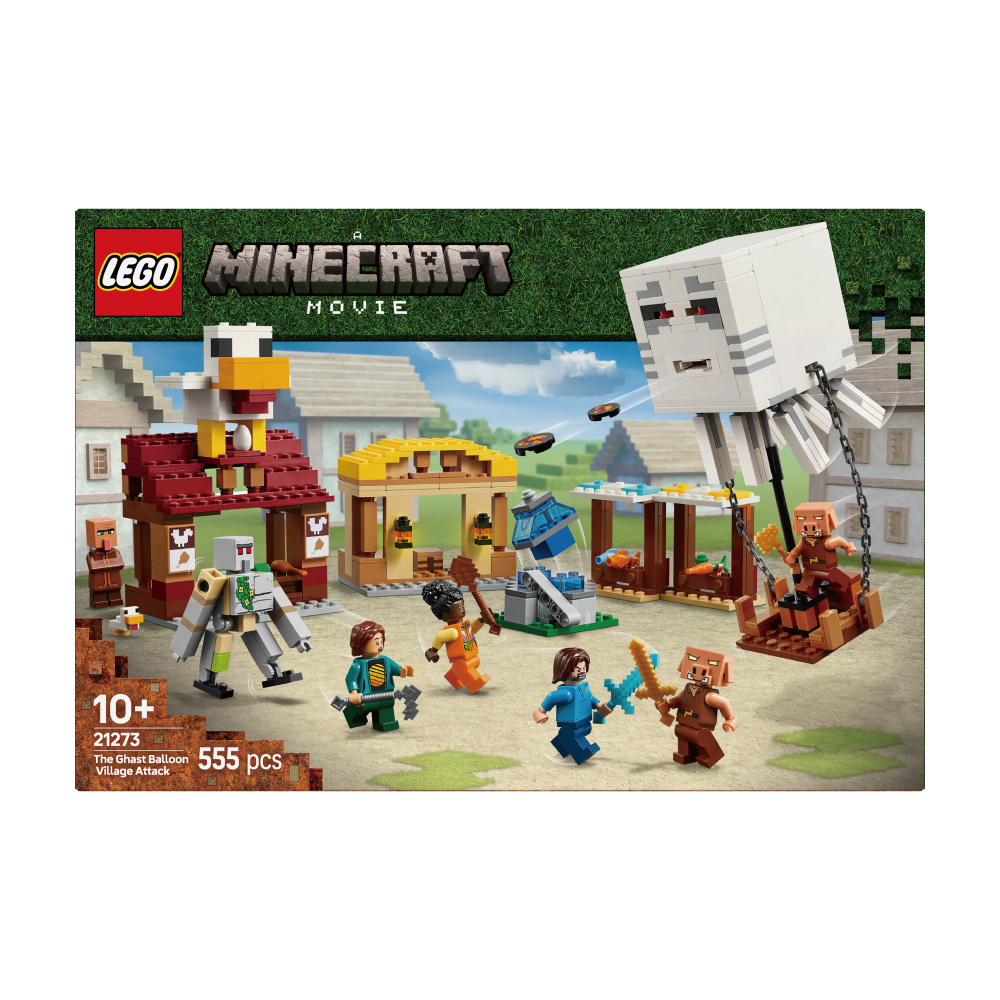 LEGO
A
MINECRAFT
MOVIE
10+
21273
The Ghast Balloon
Village Attack
555 pcs